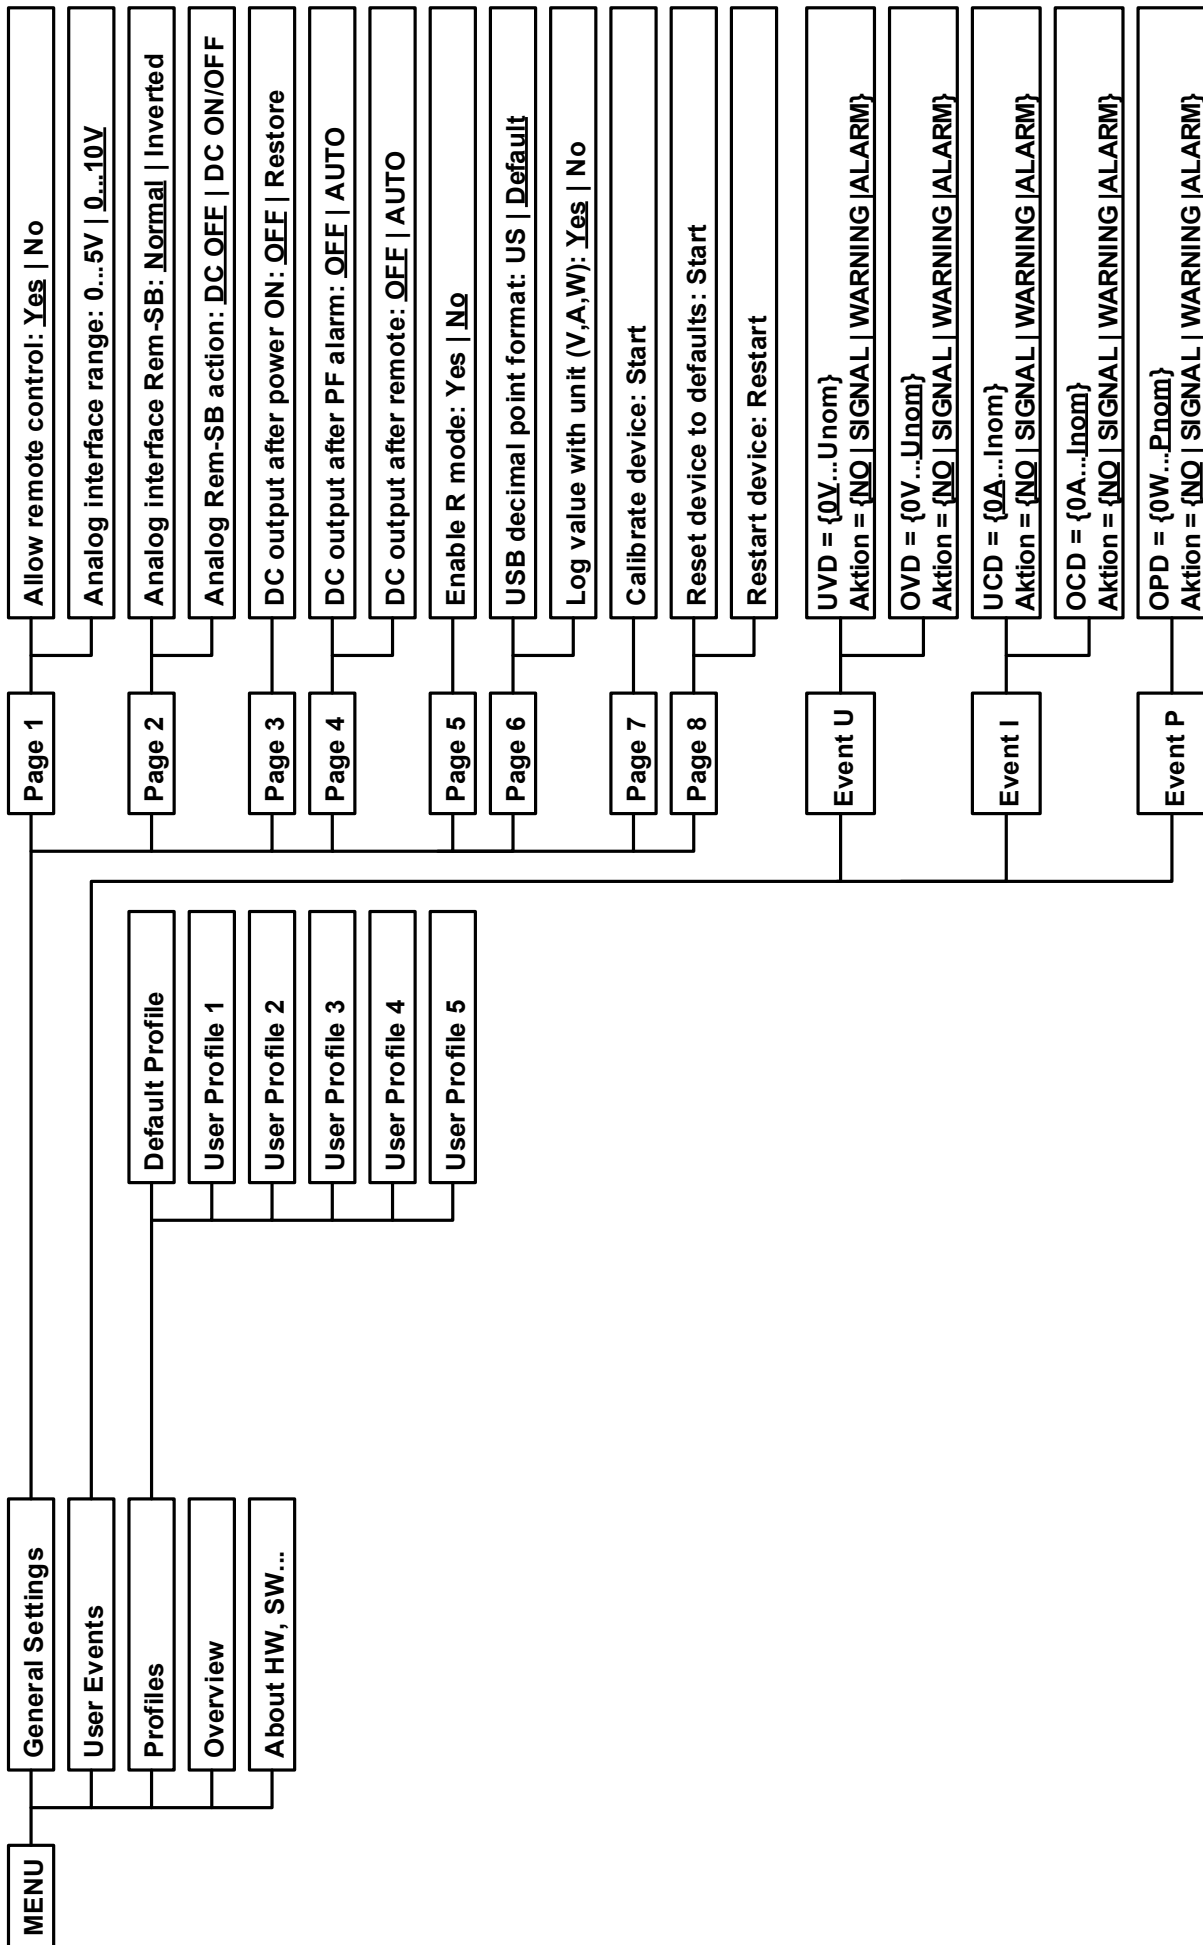 MENU
General Settings
User Events
Profiles
Overview
About HW, SW...
Default Profile
User Profile 1
User Profile 2
User Profile 3
User Profile 4
User Profile 5
Page 1
Allow remote control: Yes | No
Analog interface range: 0...5V | 0...10V
Page 2
Analog interface Rem-SB: Normal | Inverted
Analog Rem-SB action: DC OFF | DC ON/OFF
Page 3
DC output after power ON: OFF | Restore
Page 4
DC output after PF alarm: OFF | AUTO
DC output after remote: OFF | AUTO
Page 5
Enable R mode: Yes | No
Page 6
USB decimal point format: US | Default
Log value with unit (V,A,W): Yes | No
Page 7
Calibrate device: Start
Page 8
Reset device to defaults: Start
Restart device: Restart
Event U
UVD = {0V...Unom}
Aktion = {NO | SIGNAL | WARNING |ALARM}
OVD = {0V...Unom}
Aktion = {NO | SIGNAL | WARNING |ALARM}
Event I
UCD = {0A...Inom}
Aktion = {NO | SIGNAL | WARNING |ALARM}
OCD = {0A...Inom}
Aktion = {NO | SIGNAL | WARNING |ALARM}
Event P
OPD = {0W...Pnom}
Aktion = {NO | SIGNAL | WARNING |ALARM}